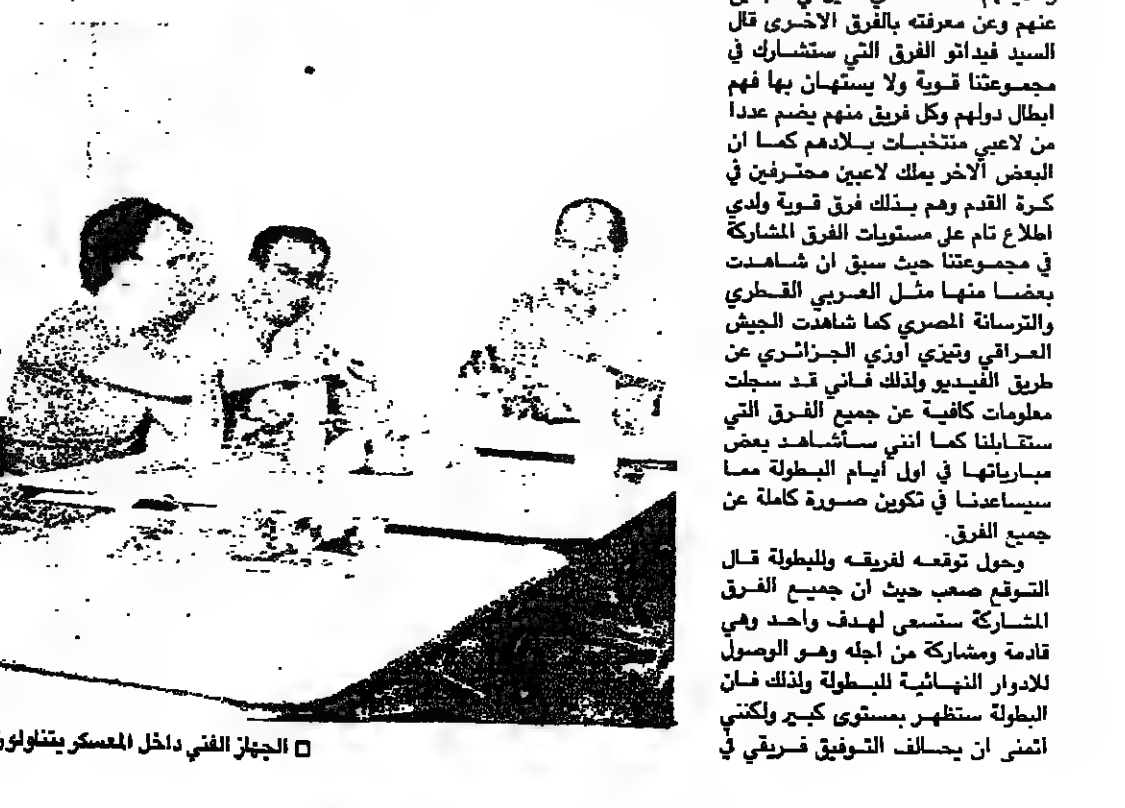 عنهم وعن معرفته بالفرق الاخرى قال
السيد فيداتو الفرق التي ستشارك في
مجموعتنا قوية ولا يستهان بها فهم
ابطال دولهم وكل فريق منهم يضم عددا
من لاعبي منتخبات بلادهم كما ان
البعض الاخر يملك لاعبين محترفين في
كرة القدم وهم بذلك فرق قوية ولدي
اطلاع تام على مستويات الفرق المشاركة
في مجموعتنا حيث سبق ان شاهدت
بعضا منها مثل العربي القطري
والترسانة المصري كما شاهدت الجيش
العراقي وتيزي اوزي الجزائري عن
طريق الفيديو ولذلك فاني قد سجلت
معلومات كافية عن جميع الفرق التي
ستقابلنا كما انني سأشاهد بعض
مبارياتها في اول ايام البطولة مما
سيساعدنا في تكوين صورة كاملة عن
جميع الفرق.
وحول توقعه لفريقه وللبطولة قال
التوقع صعب حيث ان جميع الفرق
المشاركة ستسعى لهدف واحد وهي
قادمة ومشاركة من اجله وهو الوصول
للادوار النهائية للبطولة ولذلك فان
البطولة ستظهر بمستوى كبير ولكنني
اتمنى ان يحالف التوفيق فريقي في
الجهاز الفني داخل المعسكر يتناولو